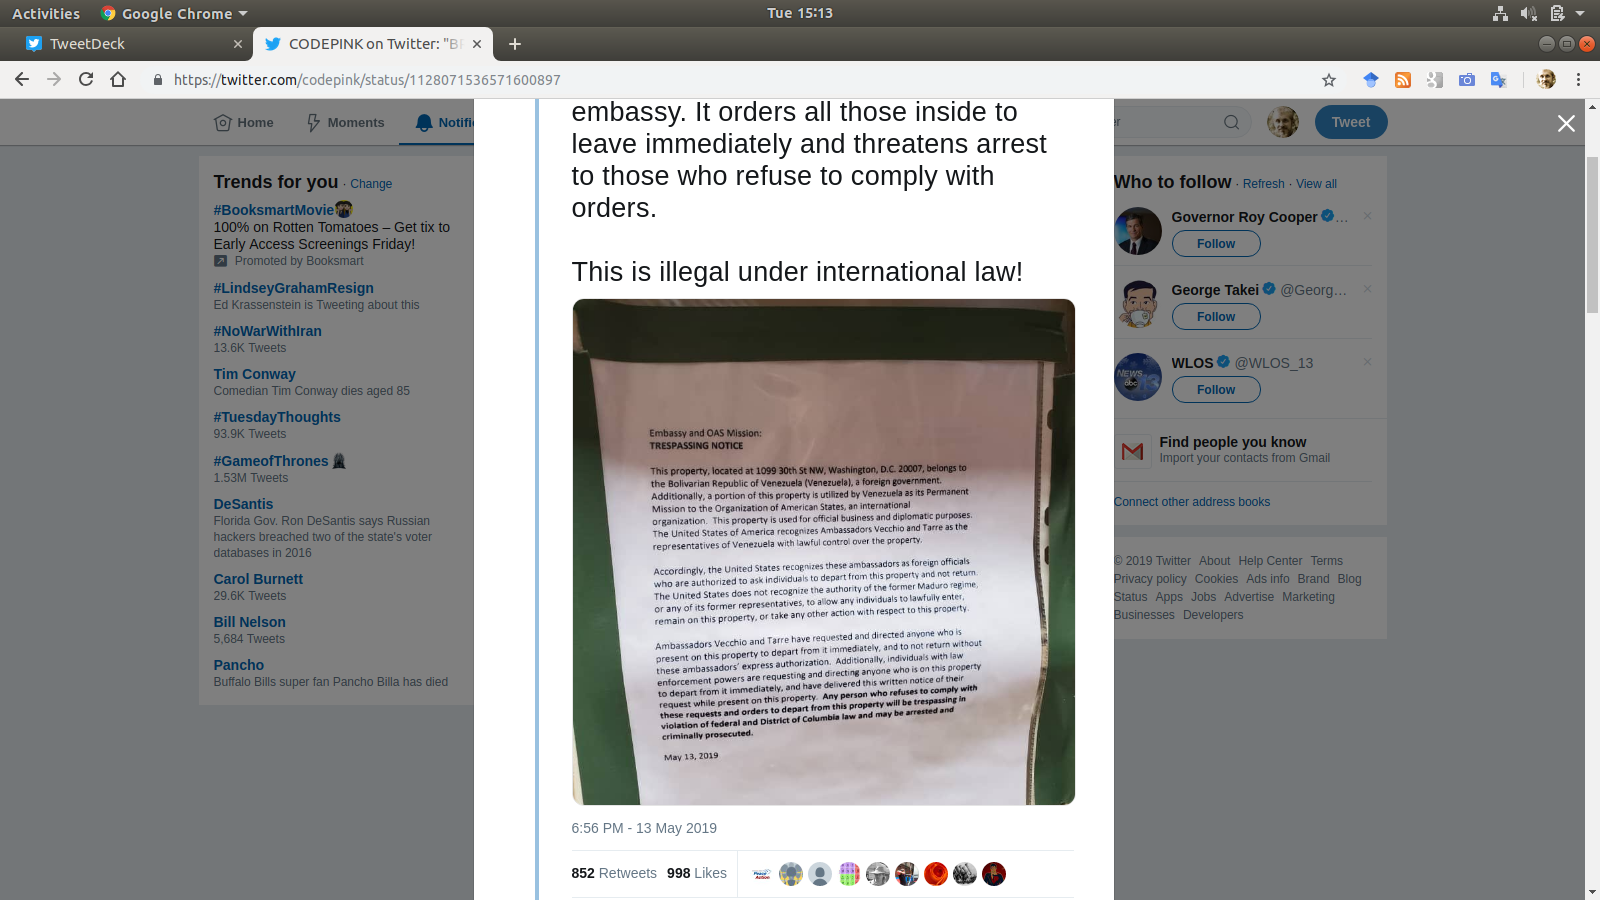 Activities
Google Chrome
Tue 15:13
TweetDeck
CODEPINK on Twitter: "BR
https://twitter.com/codepink/status/1128071536571600897
Home
Moments
Notific
er
Tweet
Trends for you · Change
#BooksmartMovie
100% on Rotten Tomatoes – Get tix to
Early Access Screenings Friday!
Promoted by Booksmart
#LindseyGrahamResign
Ed Krassenstein is Tweeting about this
#NoWarWithIran
13.6K Tweets
Tim Conway
Comedian Tim Conway dies aged 85
#TuesdayThoughts
93.9K Tweets
#GameofThrones
1.53M Tweets
DeSantis
Florida Gov. Ron DeSantis says Russian
hackers breached two of the state's voter
databases in 2016
Carol Burnett
29.6K Tweets
Bill Nelson
5,684 Tweets
Pancho
Buffalo Bills super fan Pancho Billa has died
embassy. It orders all those inside to
leave immediately and threatens arrest
to those who refuse to comply with
orders.
This is illegal under international law!
Embassy and OAS Mission:
TRESPASSING NOTICE
This property, located at 1099 30th St NW, Washington, D.C. 20007, belongs to
the Bolivarian Republic of Venezuela (Venezuela), a foreign government.
Additionally, a portion of this property is utilized by Venezuela as its Permanent
Mission to the Organization of American States, an international
organization. This property is used for official business and diplomatic purposes.
The United States of America recognizes Ambassadors Vecchio and Tarre as the
representatives of Venezuela with lawful control over the property.
Accordingly, the United States recognizes these ambassadors as foreign officials
who are authorized to ask individuals to depart from this property and not return.
The United States does not recognize the authority of the former Maduro regime,
or any of its former representatives, to allow any individuals to lawfully enter,
remain on this property, or take any other action with respect to this property.
Ambassadors Vecchio and Tarre have requested and directed anyone who is
present on this property to depart from it immediately, and to not return without
these ambassadors' express authorization. Additionally, individuals with law
enforcement powers are requesting and directing anyone who is on this property
to depart from it immediately, and have delivered this written notice of their
request while present on this property. Any person who refuses to comply with
these requests and orders to depart from this property will be trespassing in
violation of federal and District of Columbia law and may be arrested and
criminally prosecuted.
May 13, 2019
6:56 PM - 13 May 2019
852 Retweets 998 Likes
Peace
Action
Who to follow · Refresh · View all
Governor Roy Cooper ...
Follow
George Takei @Georg...
Follow
NEWS
abc 13
WLOS @WLOS_13
Follow
Find people you know
Import your contacts from Gmail
Connect other address books
© 2019 Twitter About Help Center Terms
Privacy policy Cookies Ads info Brand Blog
Status Apps Jobs Advertise Marketing
Businesses Developers